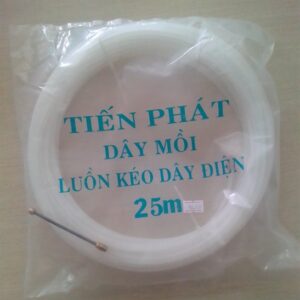 TIẾN PHÁT
DÂY MỒI
LUỒN KÉO DÂY ĐIỆN
25m